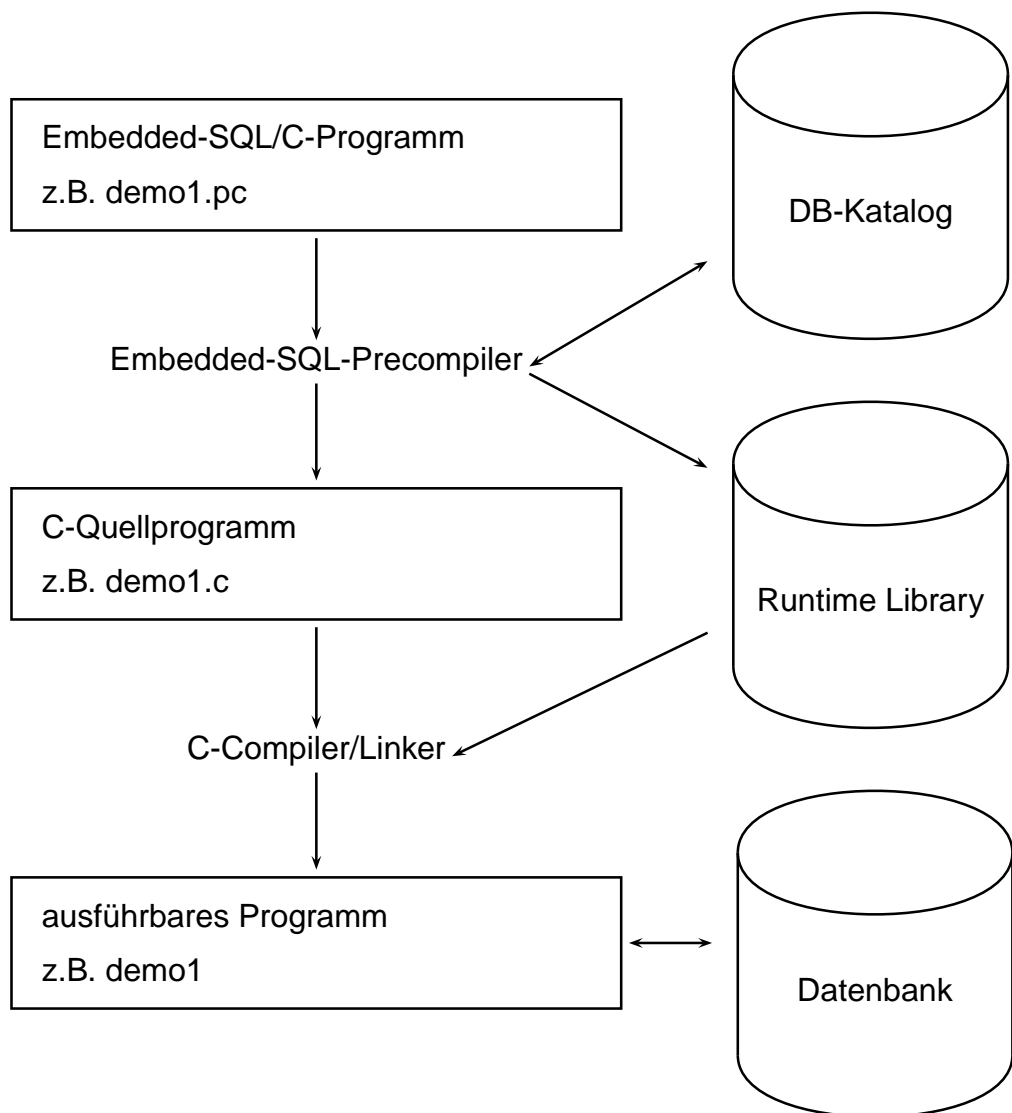 Embedded-SQL/C-Programm
z.B. demo1.pc
DB-Katalog
Embedded-SQL-Precompiler
C-Quellprogramm
z.B. demo1.c
Runtime Library
C-Compiler/Linker
ausführbares Programm
z.B. demo1
Datenbank